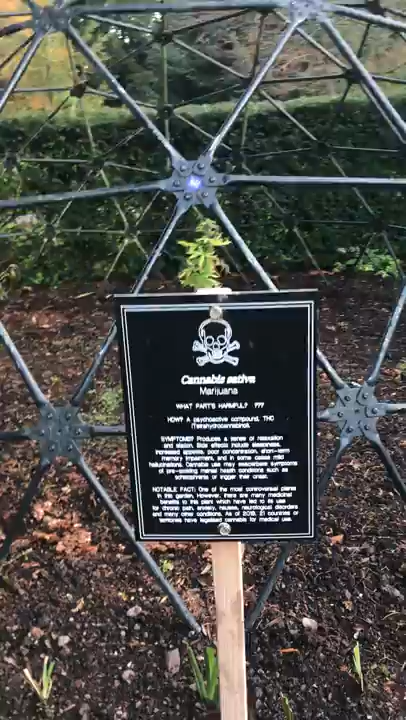 Cannabis sativa
Marijuana
WHAT PART'S HARMFUL? ???
HOW? A psychoactive compound, THC
(Tetrahydrocannabinol).
SYMPTOMS? Produces a sense of relaxation
and elation. Side effects include sleepiness,
increased appetite, poor concentration, short-term
memory impairment, and in some cases mild
hallucinations. Cannabis use may exacerbate symptoms
of pre-existing mental health conditions such as
schizophrenia or trigger their onset.
NOTABLE FACT: One of the most controversial plants
in this garden. However, there are many medicinal
benefits to this plant which have led to its use
for chronic pain, anxiety, nausea, neurological disorders
and many other conditions. As of 2019, 21 countries or
territories have legalised cannabis for medical use.